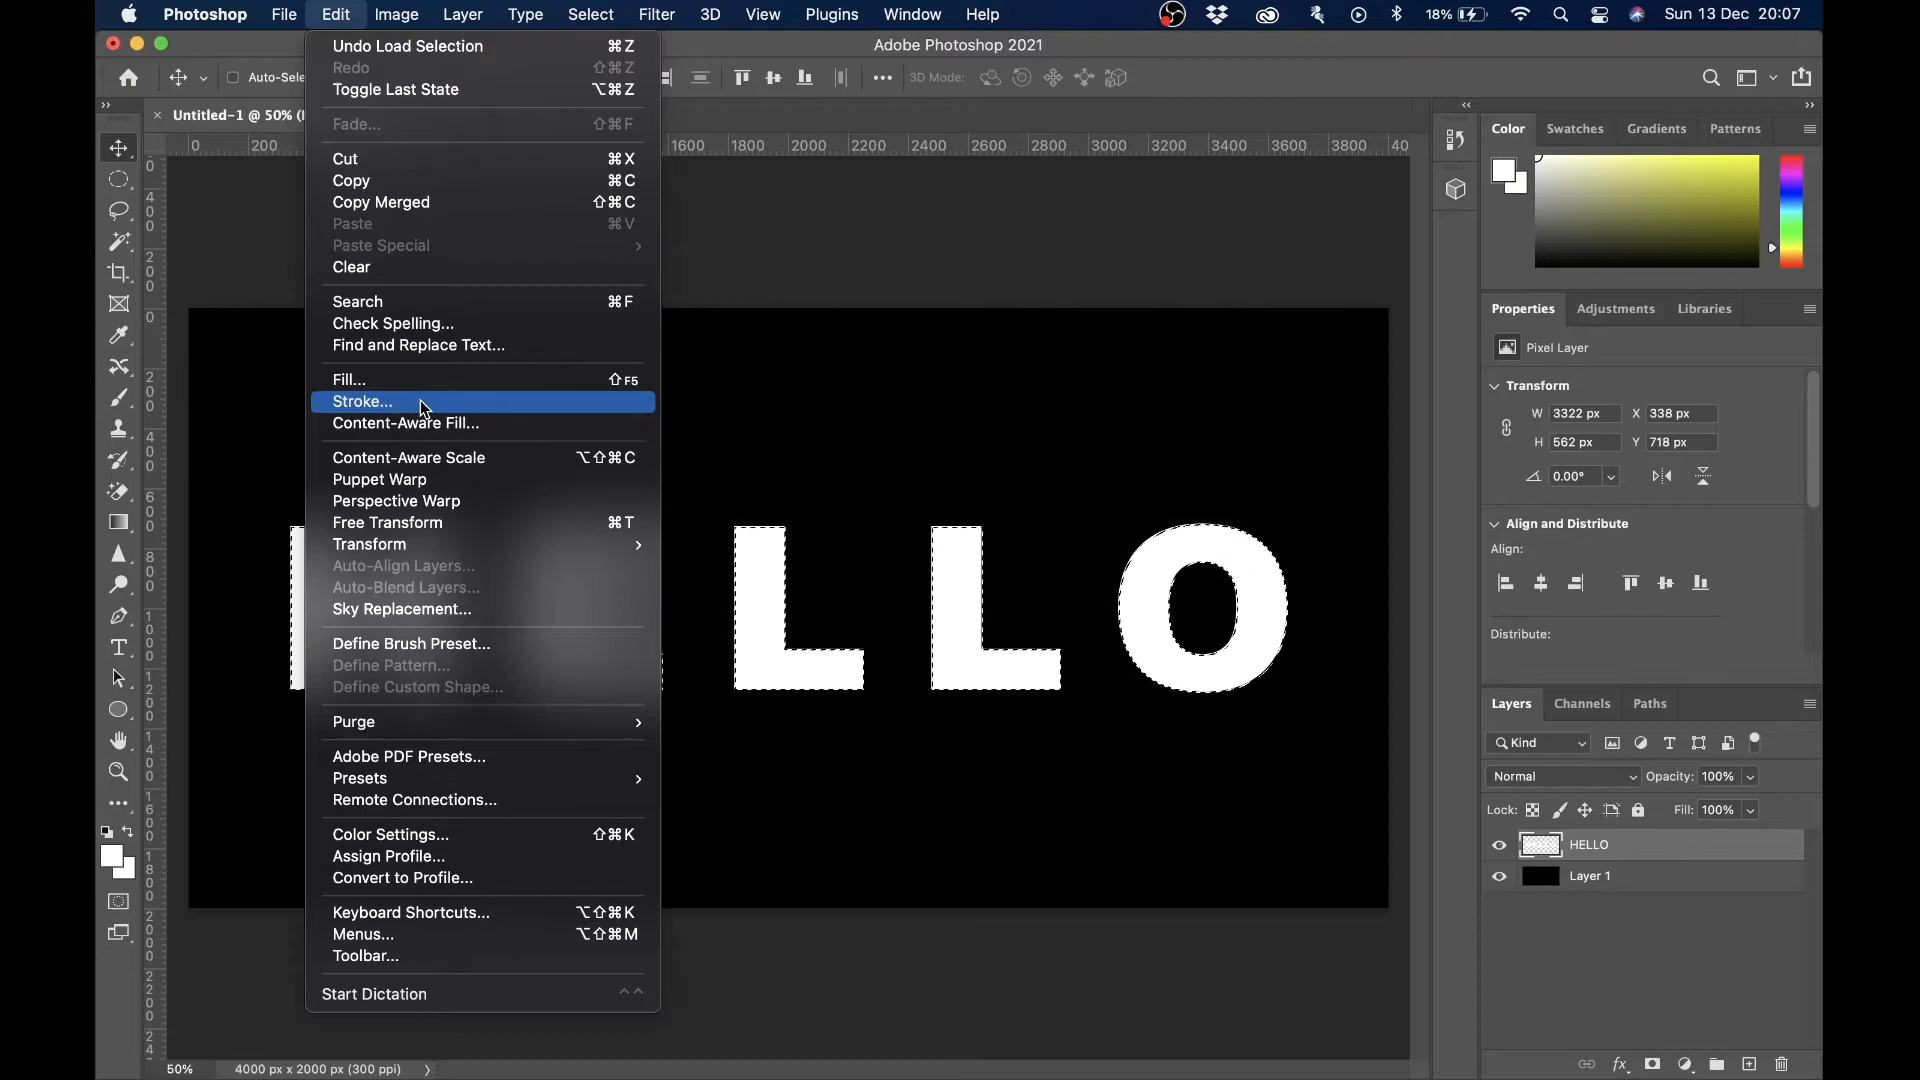 Photoshop File Edit Image Layer Type Select Filter 3D View Plugins Window Help 18% Sun 13 Dec 20:07
Adobe Photoshop 2021
Auto-Sele 3D Mode:
Untitled-1 @ 50% (
0 200 1600 1800 2000 2200 2400 2600 2800 3000 3200 3400 3600 3800 40
Undo Load Selection ⌘Z
Redo ⇧⌘Z
Toggle Last State ⌥⌘Z
Fade... ⇧⌘F
Cut ⌘X
Copy ⌘C
Copy Merged ⇧⌘C
Paste ⌘V
Paste Special
Clear
Search ⌘F
Check Spelling...
Find and Replace Text...
Fill... ⇧F5
Stroke...
Content-Aware Fill...
Content-Aware Scale ⌥⇧⌘C
Puppet Warp
Perspective Warp
Free Transform ⌘T
Transform
Auto-Align Layers...
Auto-Blend Layers...
Sky Replacement...
Define Brush Preset...
Define Pattern...
Define Custom Shape...
Purge
Adobe PDF Presets...
Presets
Remote Connections...
Color Settings... ⇧⌘K
Assign Profile...
Convert to Profile...
Keyboard Shortcuts... ⌥⇧⌘K
Menus... ⌥⇧⌘M
Toolbar...
Start Dictation
L L O
Color Swatches Gradients Patterns
Properties Adjustments Libraries
Pixel Layer
Transform
W 3322 px X 338 px
H 562 px Y 718 px
0.00°
Align and Distribute
Align:
Distribute:
Layers Channels Paths
Kind
Normal Opacity: 100%
Lock: Fill: 100%
HELLO
Layer 1
50% 4000 px x 2000 px (300 ppi)